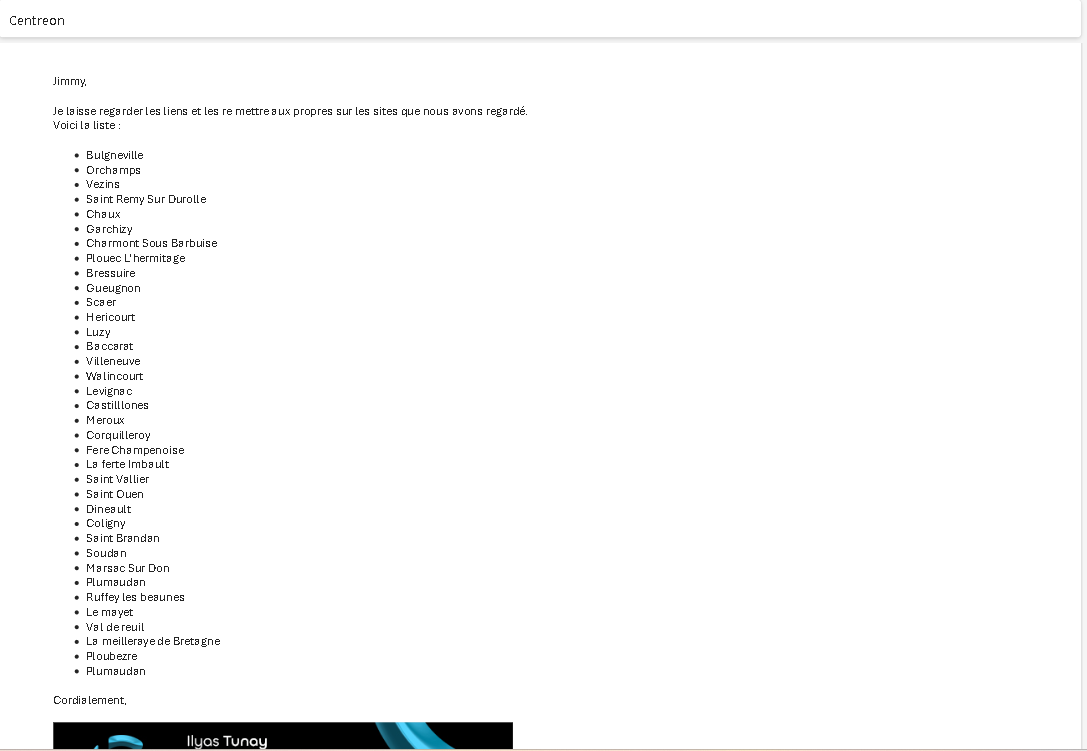 Centreon
Jimmy,
Je laisse regarder les liens et les re mettre aux propres sur les sites que nous avons regardé.
Voici la liste :
• Bulgneville
• Orchamps
• Vezins
• Saint Remy Sur Durolle
• Chaux
• Garchizy
• Charmont Sous Barbuise
• Plouec L'hermitage
• Bressuire
• Gueugnon
• Scaer
• Hericourt
• Luzy
• Baccarat
• Villeneuve
• Walincourt
• Levignac
• Castilllones
• Meroux
• Corquilleroy
• Fere Champenoise
• La ferte Imbault
• Saint Vallier
• Saint Ouen
• Dineault
• Coligny
• Saint Brandan
• Soudan
• Marsac Sur Don
• Plumaudan
• Ruffey les beaunes
• Le mayet
• Val de reuil
• La meilleraye de Bretagne
• Ploubezre
• Plumaudan
Cordialement,
Ilyas Tunay